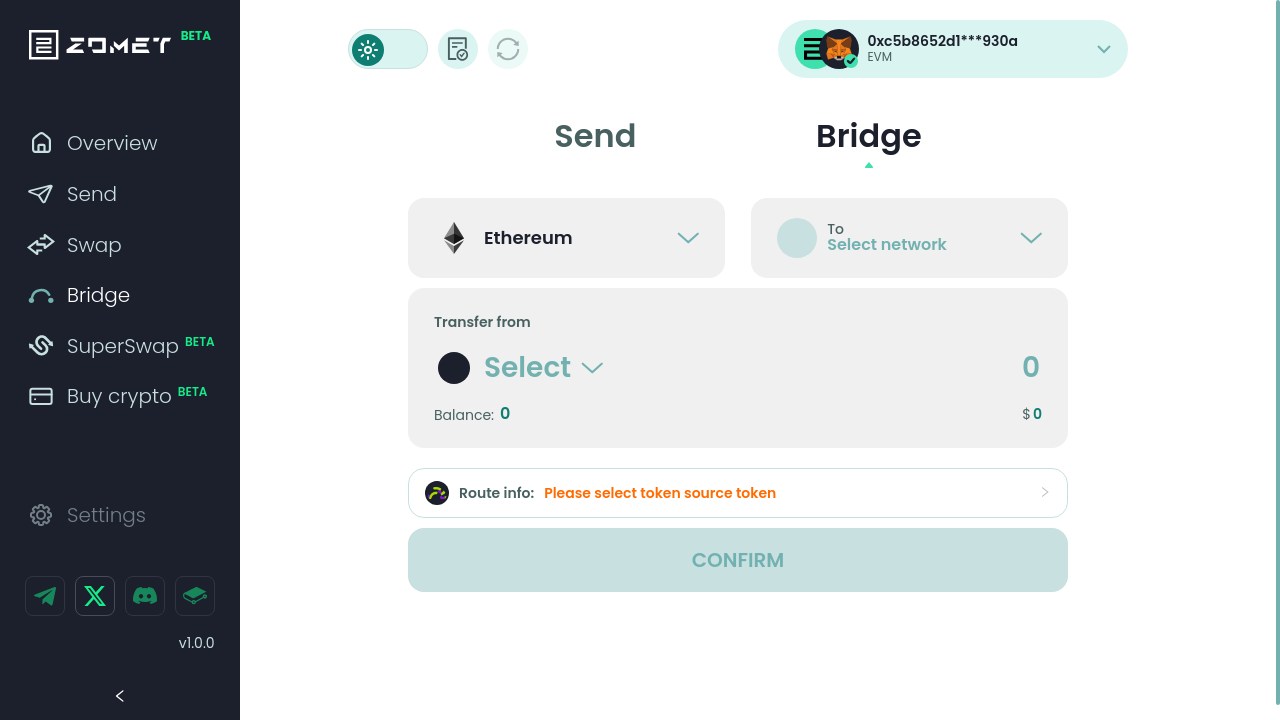 ZOMET BETA
Overview
Send
Swap
Bridge
SuperSwap BETA
Buy crypto BETA
Settings
v1.0.0
0xc5b8652d1***930a
EVM
Send
Bridge
Ethereum
To
Select network
Transfer from
Select
0
Balance: 0
$ 0
Route info: Please select token source token
CONFIRM